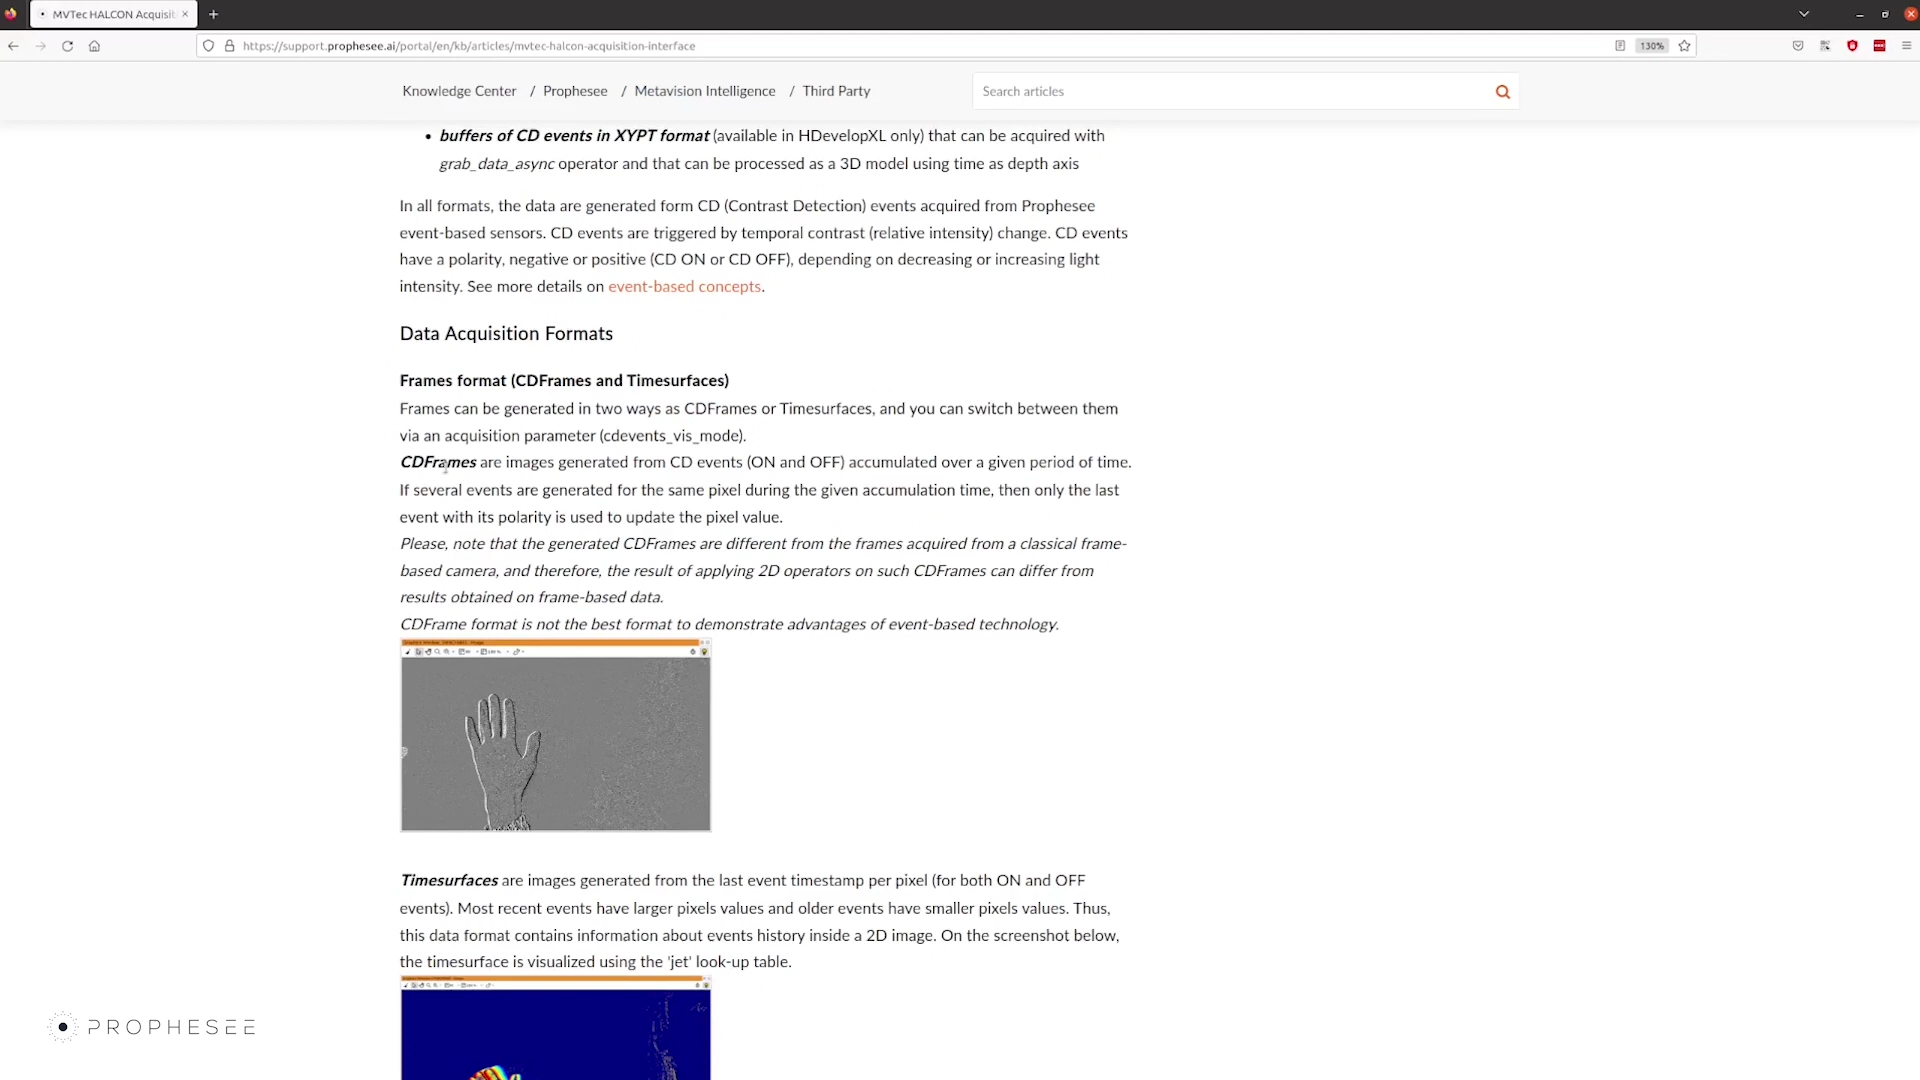 MVTec HALCON Acquisit
https://support.prophesee.ai/portal/en/kb/articles/mvtec-halcon-acquisition-interface
130%
Knowledge Center / Prophesee / Metavision Intelligence / Third Party
Search articles
• buffers of CD events in XYPT format (available in HDevelopXL only) that can be acquired with
grab_data_async operator and that can be processed as a 3D model using time as depth axis
In all formats, the data are generated form CD (Contrast Detection) events acquired from Prophesee
event-based sensors. CD events are triggered by temporal contrast (relative intensity) change. CD events
have a polarity, negative or positive (CD ON or CD OFF), depending on decreasing or increasing light
intensity. See more details on event-based concepts.
Data Acquisition Formats
Frames format (CDFrames and Timesurfaces)
Frames can be generated in two ways as CDFrames or Timesurfaces, and you can switch between them
via an acquisition parameter (cdevents_vis_mode).
CDFrames are images generated from CD events (ON and OFF) accumulated over a given period of time.
If several events are generated for the same pixel during the given accumulation time, then only the last
event with its polarity is used to update the pixel value.
Please, note that the generated CDFrames are different from the frames acquired from a classical frame-
based camera, and therefore, the result of applying 2D operators on such CDFrames can differ from
results obtained on frame-based data.
CDFrame format is not the best format to demonstrate advantages of event-based technology.
Timesurfaces are images generated from the last event timestamp per pixel (for both ON and OFF
events). Most recent events have larger pixels values and older events have smaller pixels values. Thus,
this data format contains information about events history inside a 2D image. On the screenshot below,
the timesurface is visualized using the 'jet' look-up table.
PROPHESEE